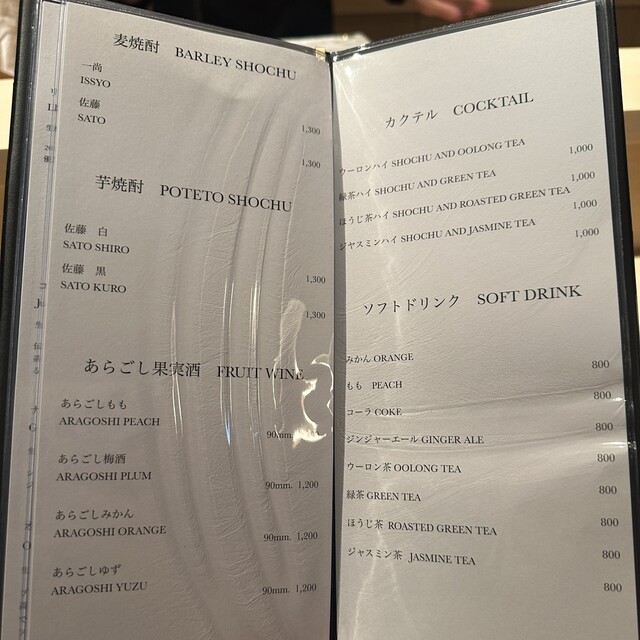 麦焼酎 BARLEY SHOCHU
一尚
ISSYO
1,300
佐藤
SATO
1,300
芋焼酎 POTETO SHOCHU
佐藤 白
SATO SHIRO
1,300
佐藤 黒
SATO KURO
1,300
あらごし果実酒 FRUIT WINE
あらごしもも
ARAGOSHI PEACH
90mm.
あらごし梅酒
ARAGOSHI PLUM
90mm. 1,200
あらごしみかん
ARAGOSHI ORANGE
90mm. 1,200
あらごしゆず
ARAGOSHI YUZU
90mm. 1,200
カクテル COCKTAIL
ウーロンハイ SHOCHU AND OOLONG TEA 1,000
緑茶ハイ SHOCHU AND GREEN TEA 1,000
ほうじ茶ハイ SHOCHU AND ROASTED GREEN TEA 1,000
ジャスミンハイ SHOCHU AND JASMINE TEA 1,000
ソフトドリンク SOFT DRINK
みかん ORANGE 800
もも PEACH 800
コーラ COKE 800
ジンジャーエール GINGER ALE 800
ウーロン茶 OOLONG TEA 800
緑茶 GREEN TEA 800
ほうじ茶 ROASTED GREEN TEA 800
ジャスミン茶 JASMINE TEA 800